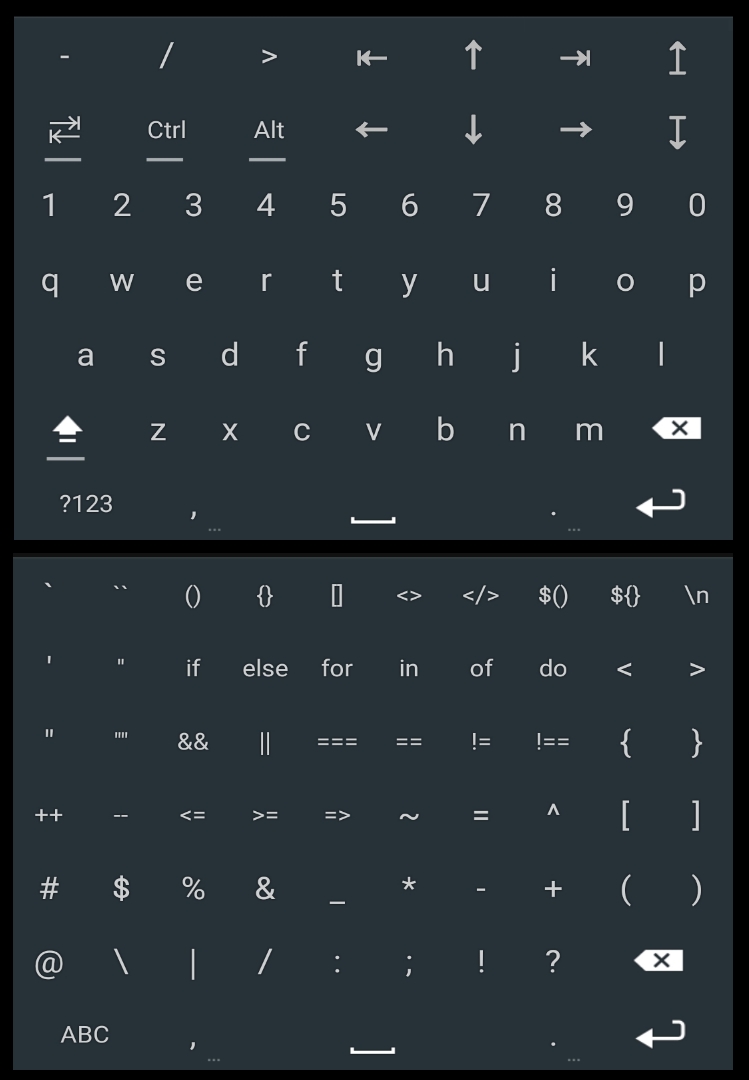 - / > ⇤ ↑ ⇥ ↥
⇄ Ctrl Alt ← ↓ → ↧
1 2 3 4 5 6 7 8 9 0
q w e r t y u i o p
a s d f g h j k l
z x c v b n m
?123 , ... . ...
` `` () {} [] <> </> $() ${} \n
' '' if else for in of do < >
" "" && || === == != !== { }
++ -- <= >= => ~ = ^ [ ]
# $ % & _ * - + ( )
@ \ | / : ; ! ?
ABC , ... . ...